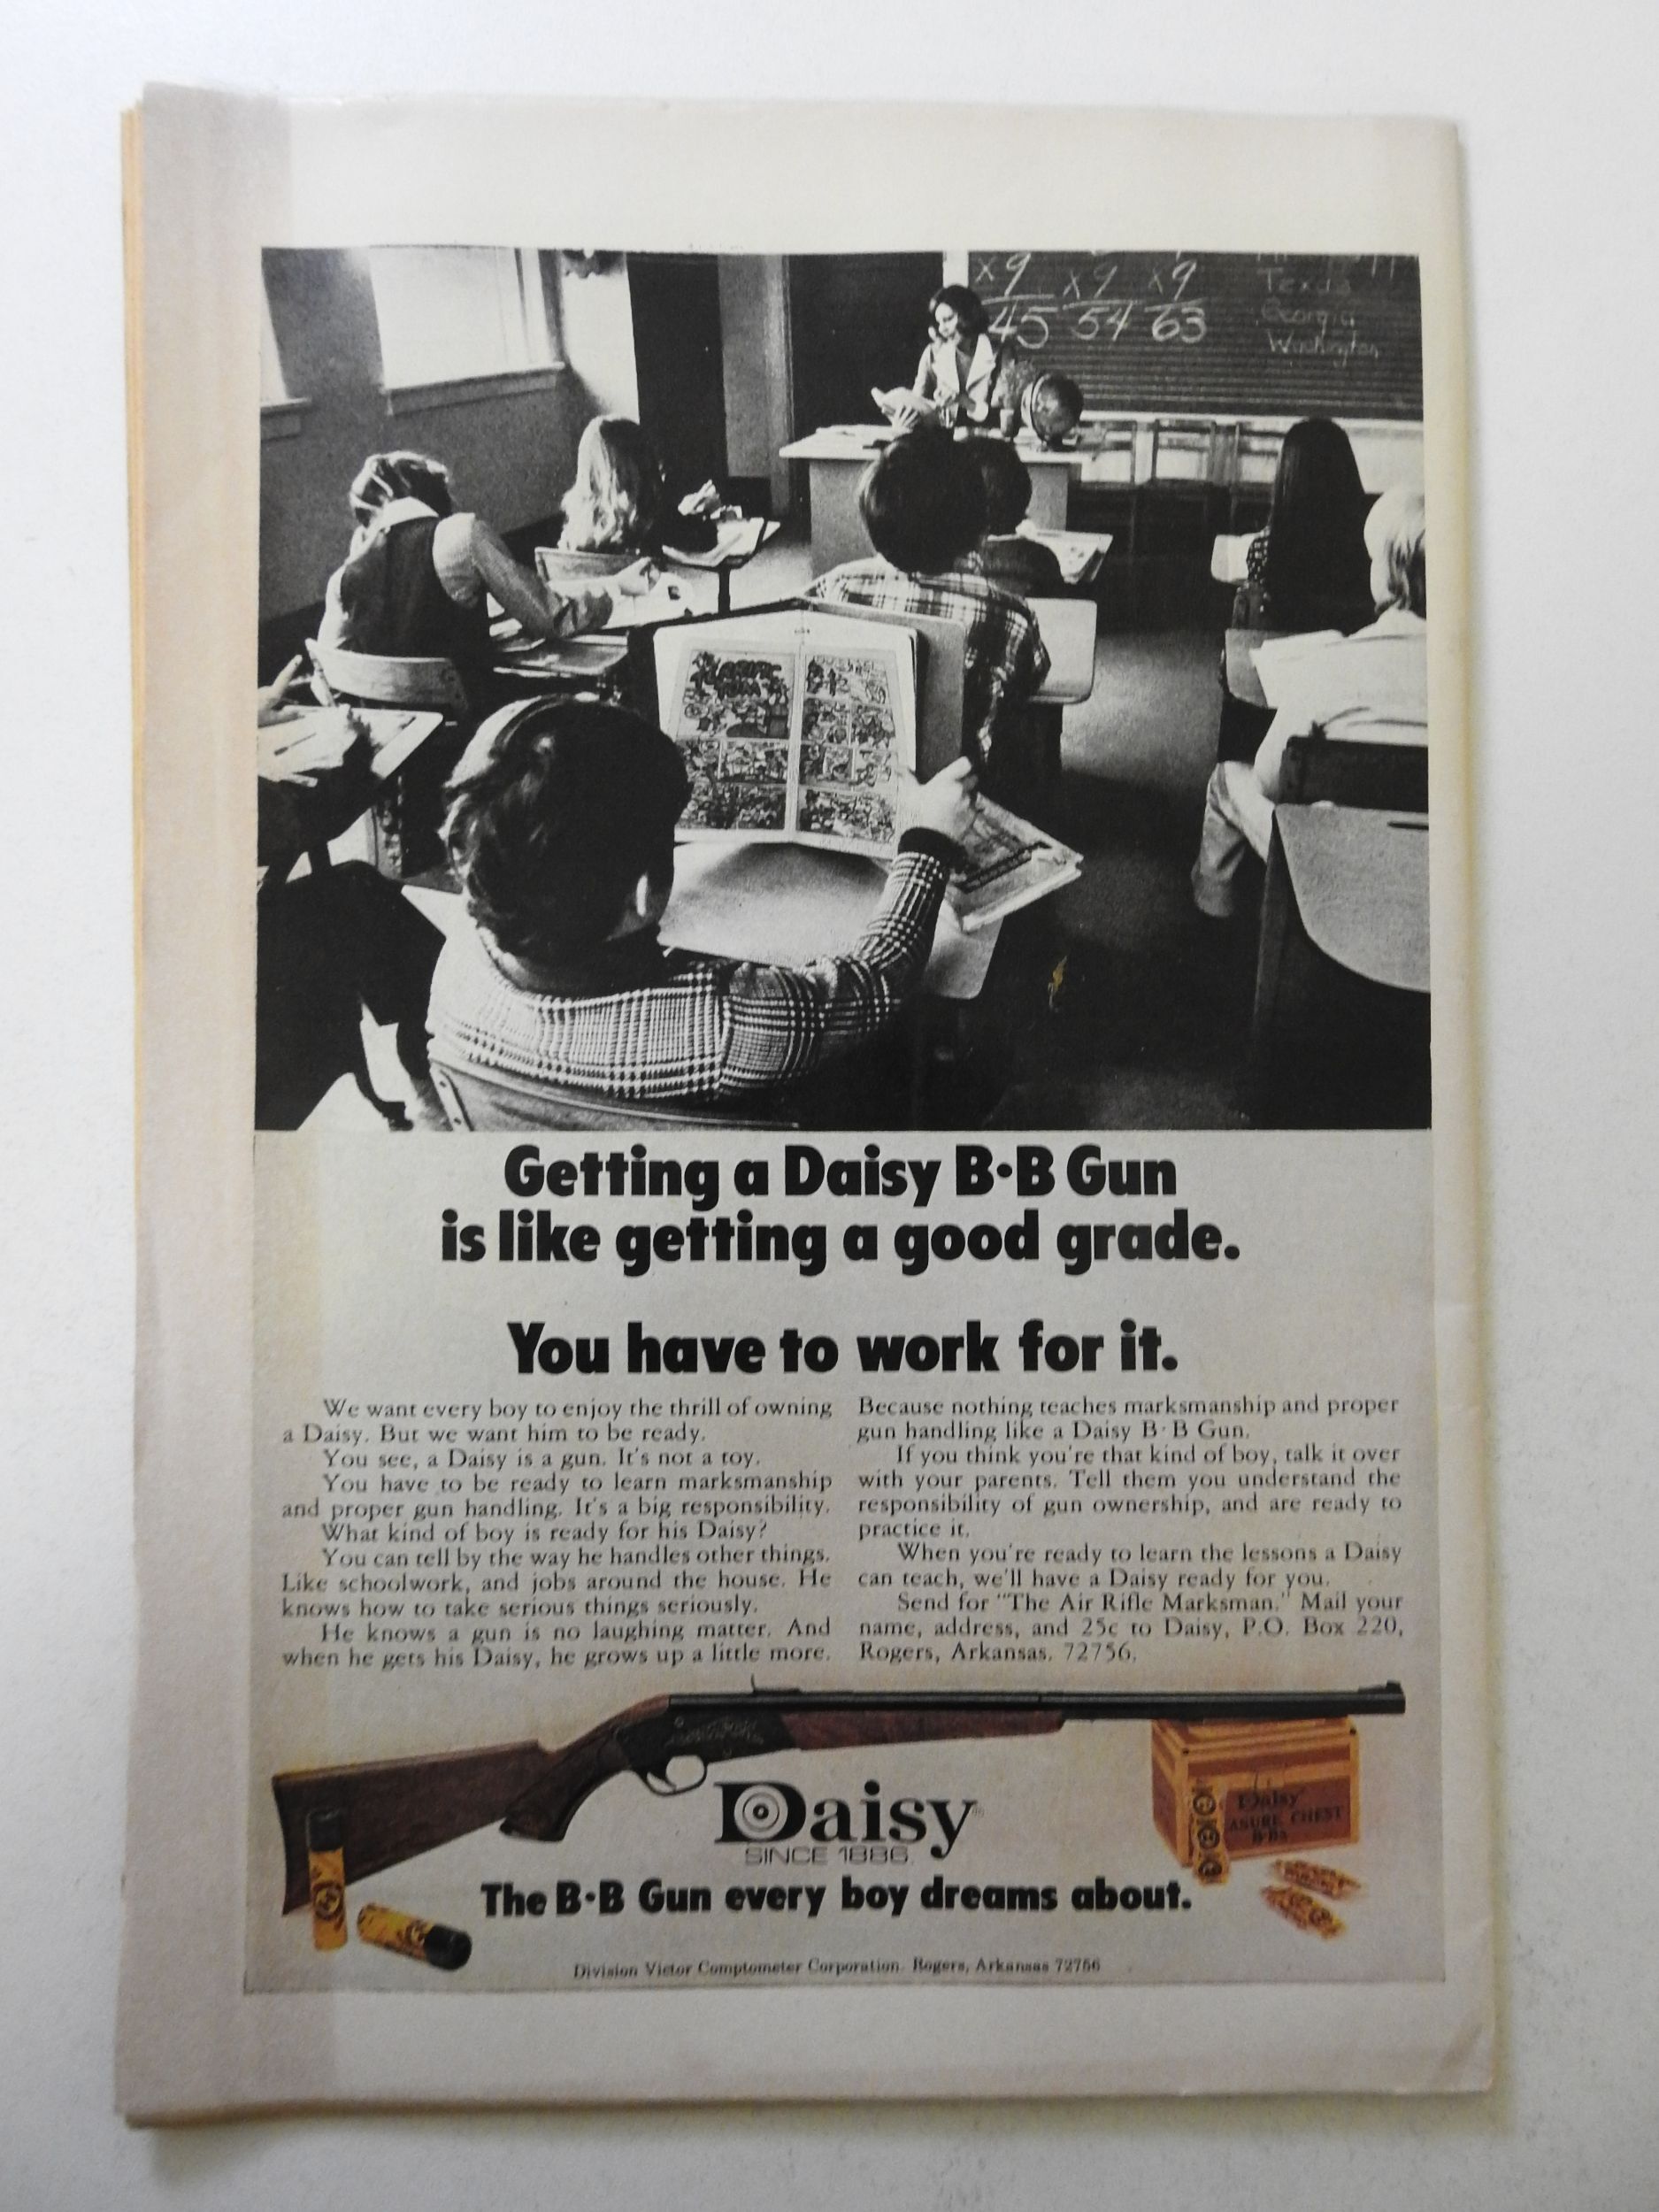 x9 x9 x9
45 54 63
Texas
Georgia
Washington
Getting a Daisy B·B Gun
is like getting a good grade.
You have to work for it.
We want every boy to enjoy the thrill of owning
a Daisy. But we want him to be ready.
You see, a Daisy is a gun. It's not a toy.
You have to be ready to learn marksmanship
and proper gun handling. It's a big responsibility.
What kind of boy is ready for his Daisy?
You can tell by the way he handles other things.
Like schoolwork, and jobs around the house. He
knows how to take serious things seriously.
He knows a gun is no laughing matter. And
when he gets his Daisy, he grows up a little more.
Because nothing teaches marksmanship and proper
gun handling like a Daisy B·B Gun.
If you think you're that kind of boy, talk it over
with your parents. Tell them you understand the
responsibility of gun ownership, and are ready to
practice it.
When you're ready to learn the lessons a Daisy
can teach, we'll have a Daisy ready for you.
Send for "The Air Rifle Marksman." Mail your
name, address, and 25c to Daisy, P.O. Box 220,
Rogers, Arkansas. 72756.
Daisy
ASURE CHEST
B·Bs
Daisy®
SINCE 1886
The B·B Gun every boy dreams about.
Division Victor Comptometer Corporation Rogers, Arkansas 72756